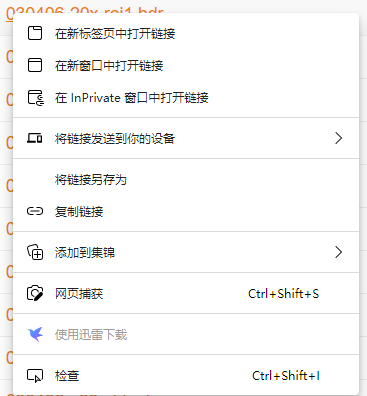 在新标签页中打开链接
在新窗口中打开链接
在 InPrivate 窗口中打开链接
将链接发送到你的设备
将链接另存为
复制链接
添加到集锦
网页捕获 Ctrl+Shift+S
使用迅雷下载
检查 Ctrl+Shift+I